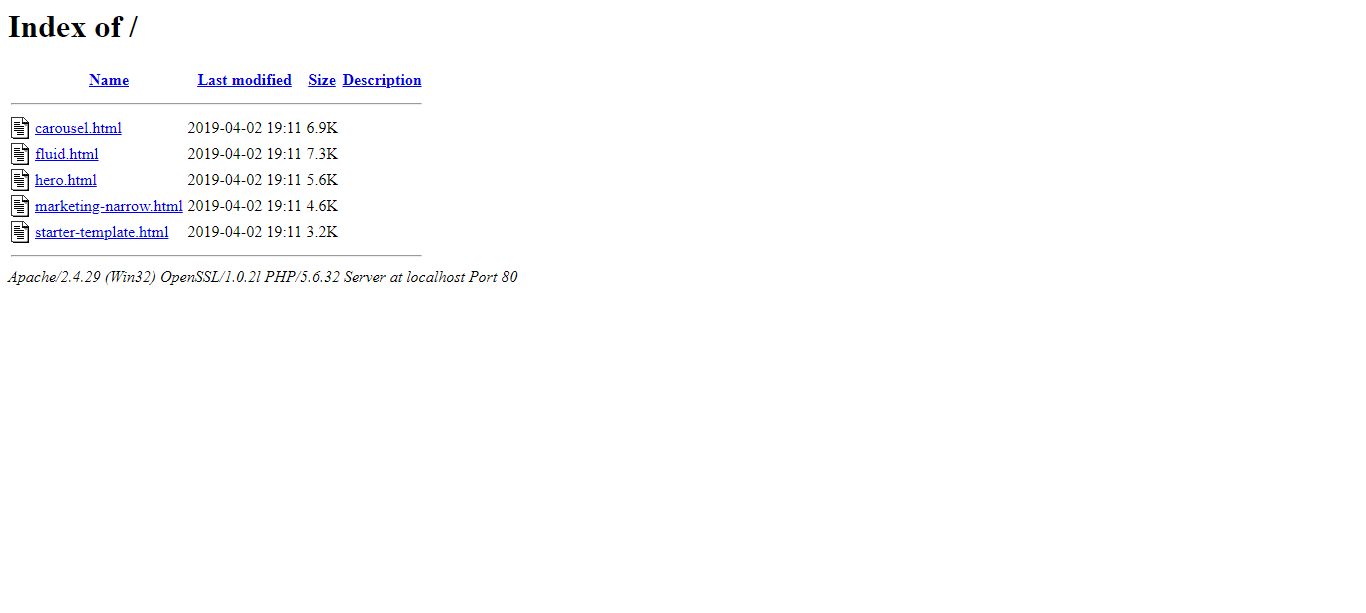 Index of /
Name Last modified Size Description
carousel.html 2019-04-02 19:11 6.9K
fluid.html 2019-04-02 19:11 7.3K
hero.html 2019-04-02 19:11 5.6K
marketing-narrow.html 2019-04-02 19:11 4.6K
starter-template.html 2019-04-02 19:11 3.2K
Apache/2.4.29 (Win32) OpenSSL/1.0.2l PHP/5.6.32 Server at localhost Port 80